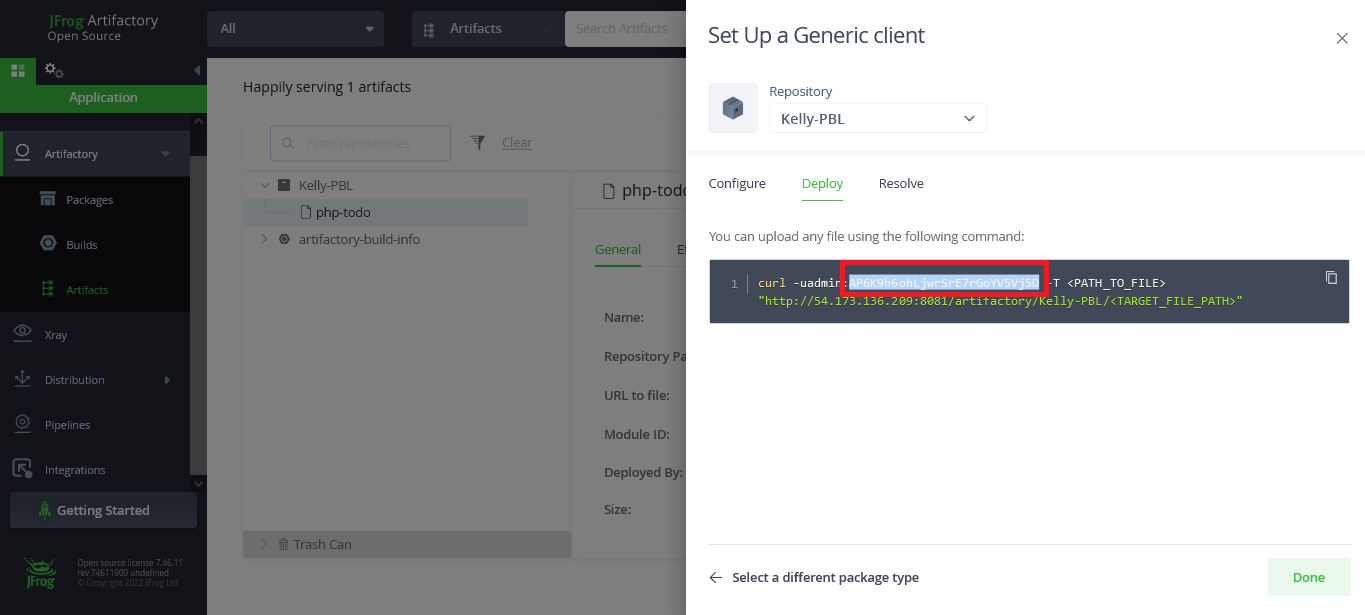 JFrog Artifactory
Open Source
All
Artifacts
Search Artifacts
Application
Artifactory
Packages
Builds
Artifacts
Xray
Distribution
Pipelines
Integrations
Getting Started
JFrog
Open source license 7.46.11
rev 74611900 undefined
© Copyright 2022 JFrog Ltd
Happily serving 1 artifacts
Filter repositories
Clear
Kelly-PBL
php-todo
artifactory-build-info
Trash Can
php-todo
General
Name:
Repository Pa
URL to file:
Module ID:
Deployed By:
Size:
Set Up a Generic client
Repository
Kelly-PBL
Configure
Deploy
Resolve
You can upload any file using the following command:
1
curl -uadmin:AP6K9h6ohLjwrSrE7rGoYV5Vj5D -T <PATH_TO_FILE>
"http://54.173.136.209:8081/artifactory/Kelly-PBL/<TARGET_FILE_PATH>"
Select a different package type
Done